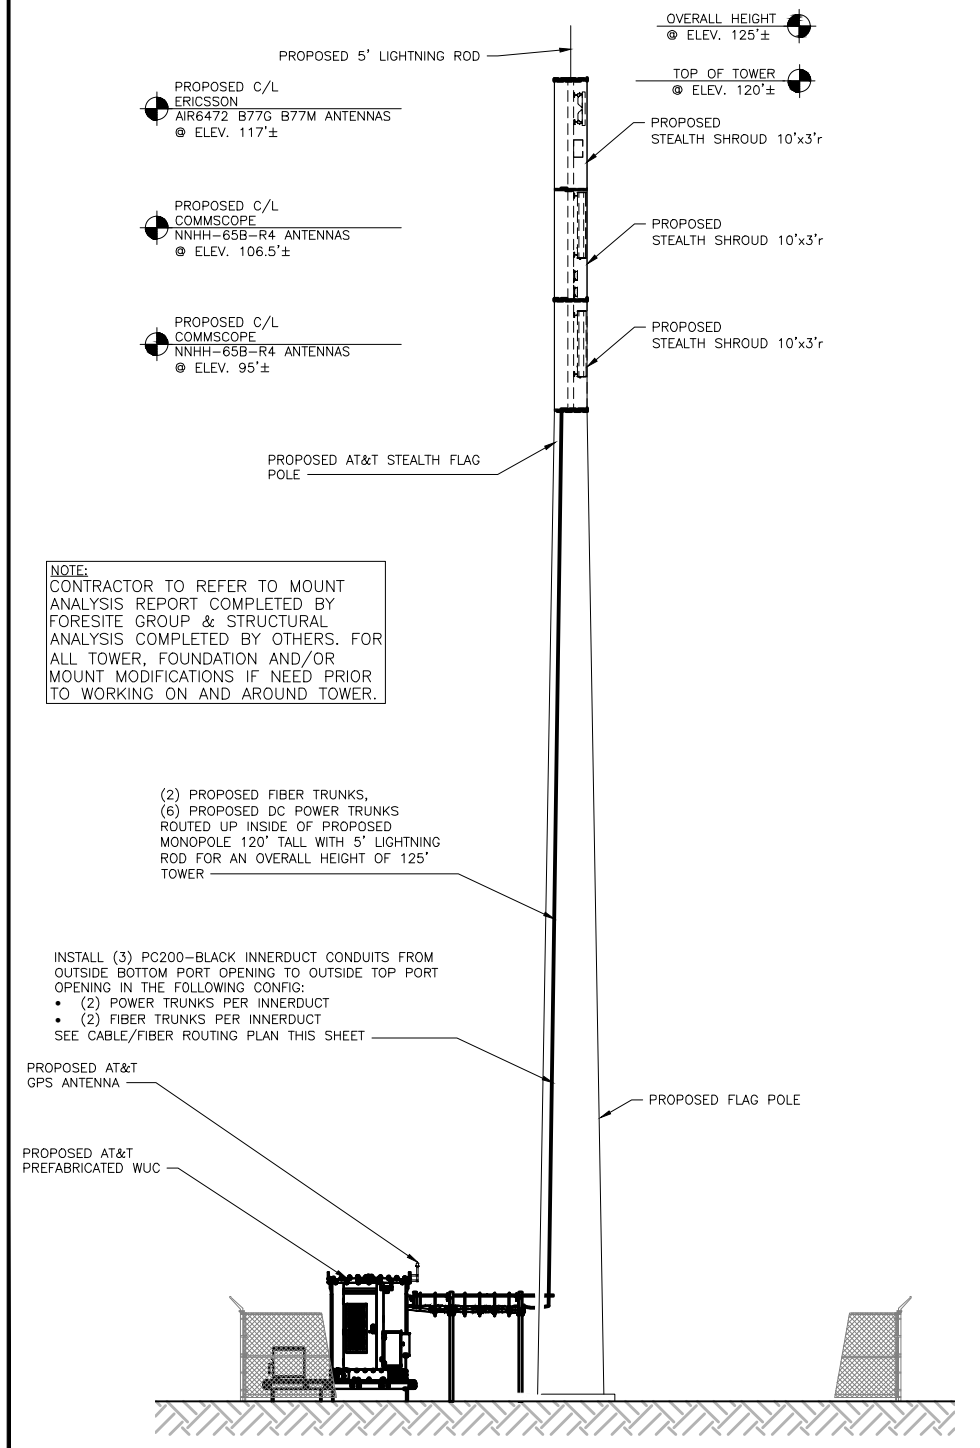 OVERALL HEIGHT
@ ELEV. 125'±
PROPOSED 5' LIGHTNING ROD
TOP OF TOWER
@ ELEV. 120'±
PROPOSED C/L
ERICSSON
AIR6472 B77G B77M ANTENNAS
@ ELEV. 117'±
PROPOSED
STEALTH SHROUD 10'x3'r
PROPOSED C/L
COMMSCOPE
NNHH-65B-R4 ANTENNAS
@ ELEV. 106.5'±
PROPOSED
STEALTH SHROUD 10'x3'r
PROPOSED C/L
COMMSCOPE
NNHH-65B-R4 ANTENNAS
@ ELEV. 95'±
PROPOSED
STEALTH SHROUD 10'x3'r
PROPOSED AT&T STEALTH FLAG
POLE
NOTE:
CONTRACTOR TO REFER TO MOUNT
ANALYSIS REPORT COMPLETED BY
FORESITE GROUP & STRUCTURAL
ANALYSIS COMPLETED BY OTHERS. FOR
ALL TOWER, FOUNDATION AND/OR
MOUNT MODIFICATIONS IF NEED PRIOR
TO WORKING ON AND AROUND TOWER.
(2) PROPOSED FIBER TRUNKS,
(6) PROPOSED DC POWER TRUNKS
ROUTED UP INSIDE OF PROPOSED
MONOPOLE 120' TALL WITH 5' LIGHTNING
ROD FOR AN OVERALL HEIGHT OF 125'
TOWER
INSTALL (3) PC200-BLACK INNERDUCT CONDUITS FROM
OUTSIDE BOTTOM PORT OPENING TO OUTSIDE TOP PORT
OPENING IN THE FOLLOWING CONFIG:
• (2) POWER TRUNKS PER INNERDUCT
• (2) FIBER TRUNKS PER INNERDUCT
SEE CABLE/FIBER ROUTING PLAN THIS SHEET
PROPOSED AT&T
GPS ANTENNA
PROPOSED FLAG POLE
PROPOSED AT&T
PREFABRICATED WUC